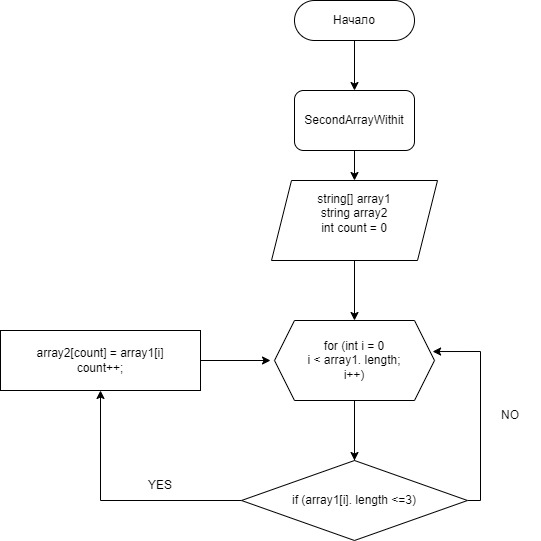 Начало
SecondArrayWithit
string[] array1
string array2
int count = 0
for (int i = 0
i < array1. length;
i++)
array2[count] = array1[i]
count++;
NO
YES
if (array1[i]. length <=3)